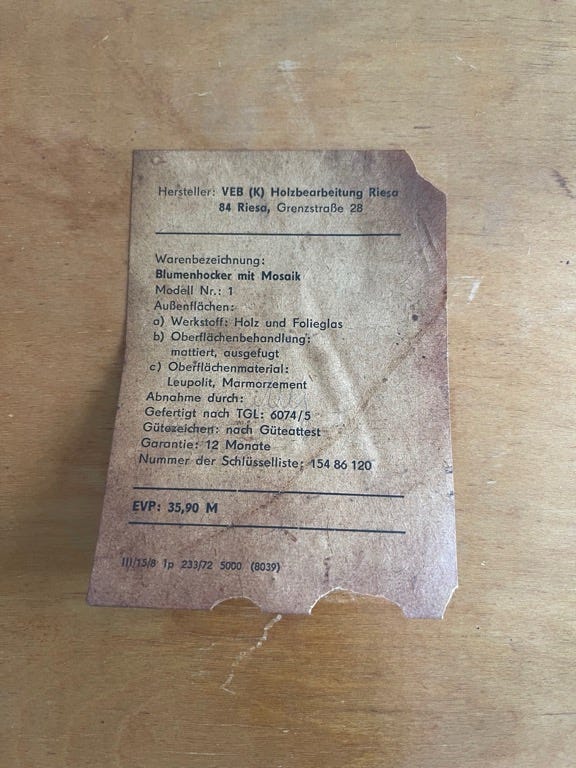 Hersteller: VEB (K) Holzbearbeitung Riesa
84 Riesa, Grenzstraße 28
Warenbezeichnung:
Blumenhocker mit Mosaik
Modell Nr.: 1
Außenflächen:
a) Werkstoff: Holz und Folieglas
b) Oberflächenbehandlung:
mattiert, ausgefugt
c) Oberflächenmaterial:
Leupolit, Marmorzement
Abnahme durch:
Gefertigt nach TGL: 6074/5
Gütezeichen: nach Güteattest
Garantie: 12 Monate
Nummer der Schlüsselliste: 154 86 120
EVP: 35,90 M
III/15/8 1p 233/72 5000 (8039)